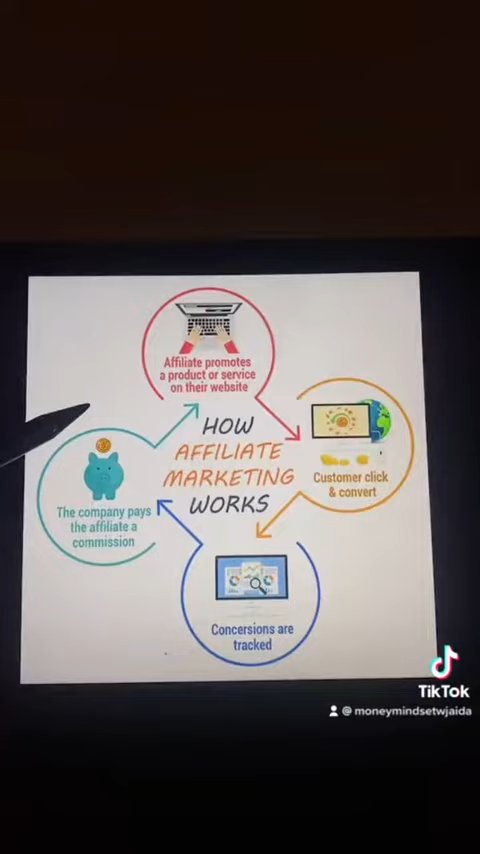 Affiliate promotes
a product or service
on their website
HOW
AFFILIATE
MARKETING
WORKS
Customer click
& convert
The company pays
the affiliate a
commission
Concersions are
tracked
TikTok
@ moneymindsetwjaida